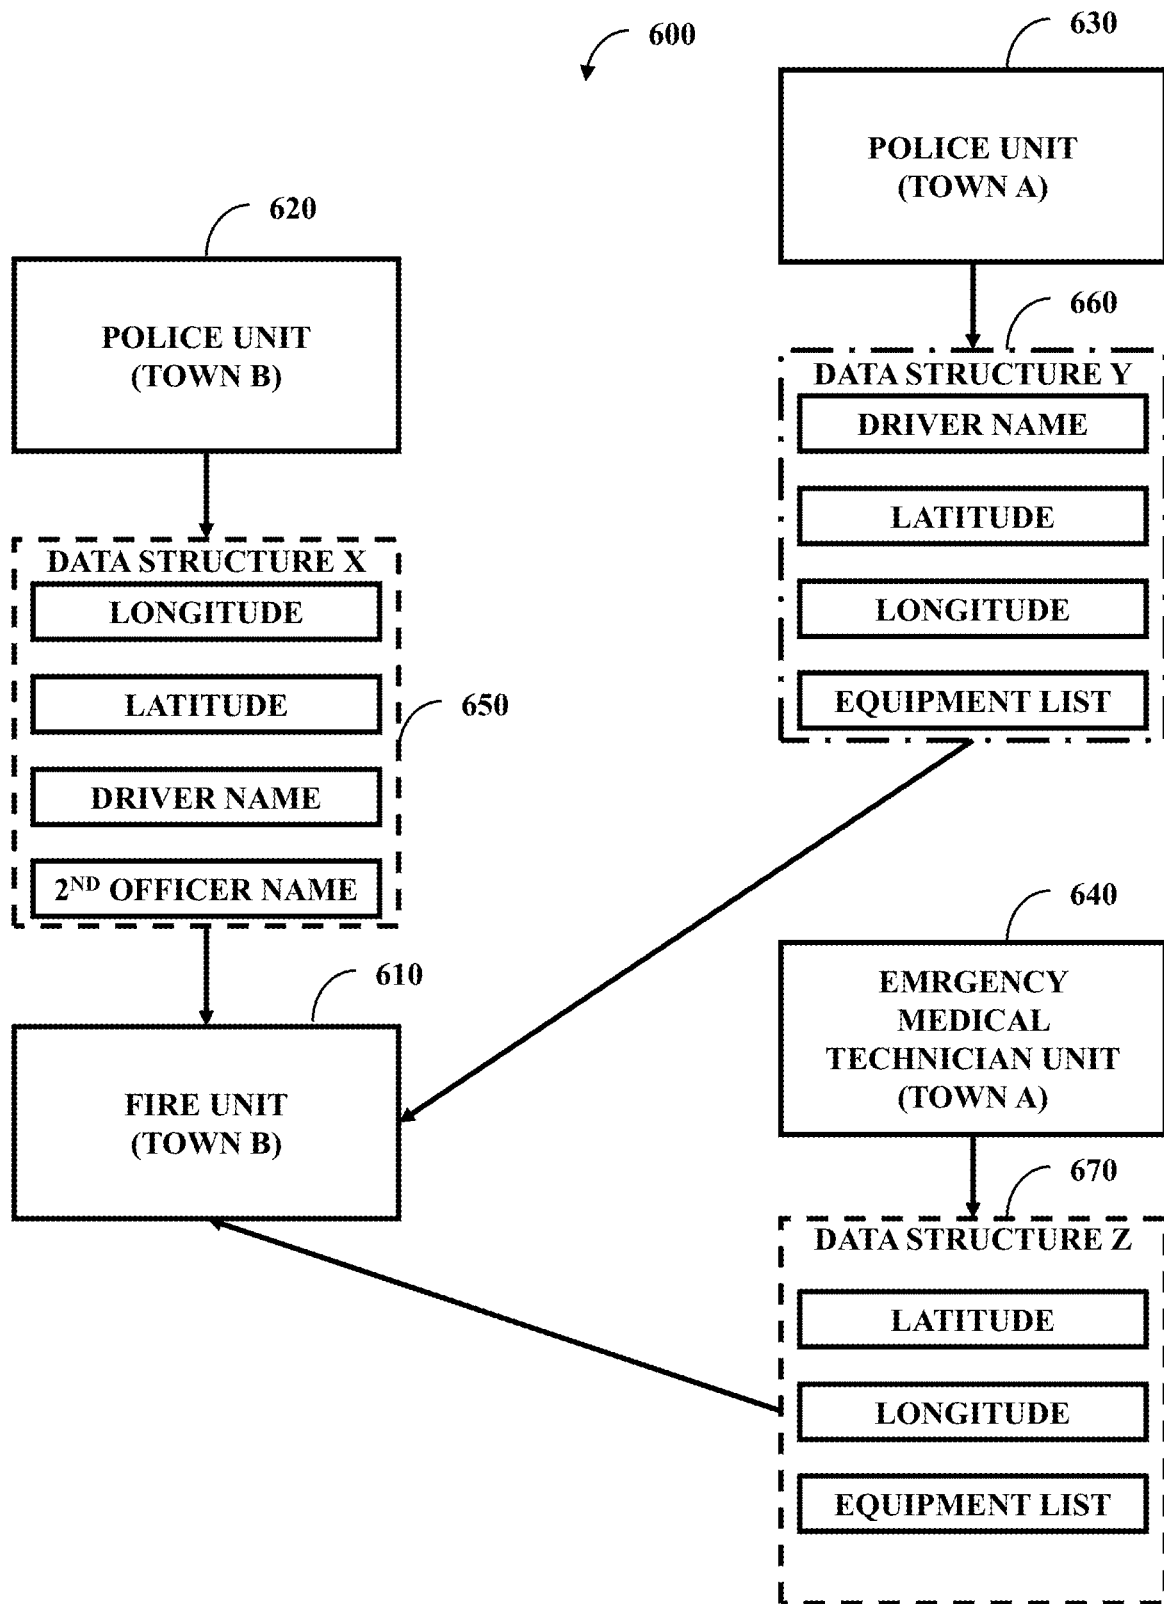 600
630
POLICE UNIT
(TOWN A)
620
POLICE UNIT
(TOWN B)
660
DATA STRUCTURE Y
DRIVER NAME
LATITUDE
LONGITUDE
EQUIPMENT LIST
DATA STRUCTURE X
LONGITUDE
LATITUDE
DRIVER NAME
2ND OFFICER NAME
650
610
FIRE UNIT
(TOWN B)
640
EMRGENCY
MEDICAL
TECHNICIAN UNIT
(TOWN A)
670
DATA STRUCTURE Z
LATITUDE
LONGITUDE
EQUIPMENT LIST